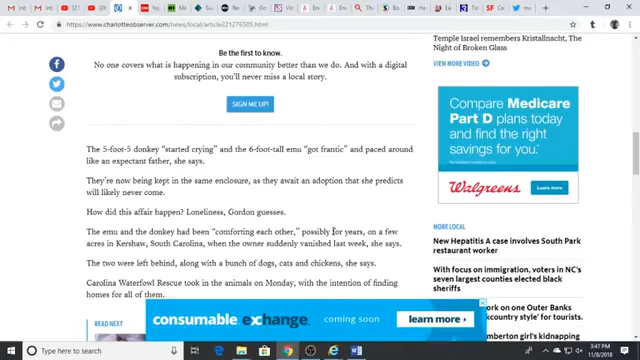 https://www.charlotteobserver.com/news/local/article221276505.html
Be the first to know.
No one covers what is happening in our community better than we do. And with a digital
subscription, you'll never miss a local story.
SIGN ME UP!
The 5-foot-5 donkey “started crying” and the 6-foot-tall emu “got frantic” and paced around
like an expectant father, she says.
They're now being kept in the same enclosure, as they await an adoption that she predicts
will likely never come.
How did this affair happen? Loneliness, Gordon guesses.
The emu and the donkey had been “comforting each other,” possibly for years, on a few
acres in Kershaw, South Carolina, when the owner suddenly vanished last week, she says.
The two were left behind, along with a bunch of dogs, cats and chickens, she says.
Carolina Waterfowl Rescue took in the animals on Monday, with the intention of finding
homes for all of them.
READ NEXT
Temple Israel remembers Kristallnacht, The
Night of Broken Glass
VIEW MORE VIDEO
Compare Medicare
Part D plans today
and find the right
savings for you.
Walgreens
Learn more
New Hepatitis A case involves South Park
restaurant worker
With focus on immigration, voters in NC's
seven largest counties elected black
sheriffs
work on one Outer Banks
ckcountry style' for tourists.
mberton girl's kidnapping
consumable exchange. coming soon learn more
Type here to search
3:47 PM
11/8/2018